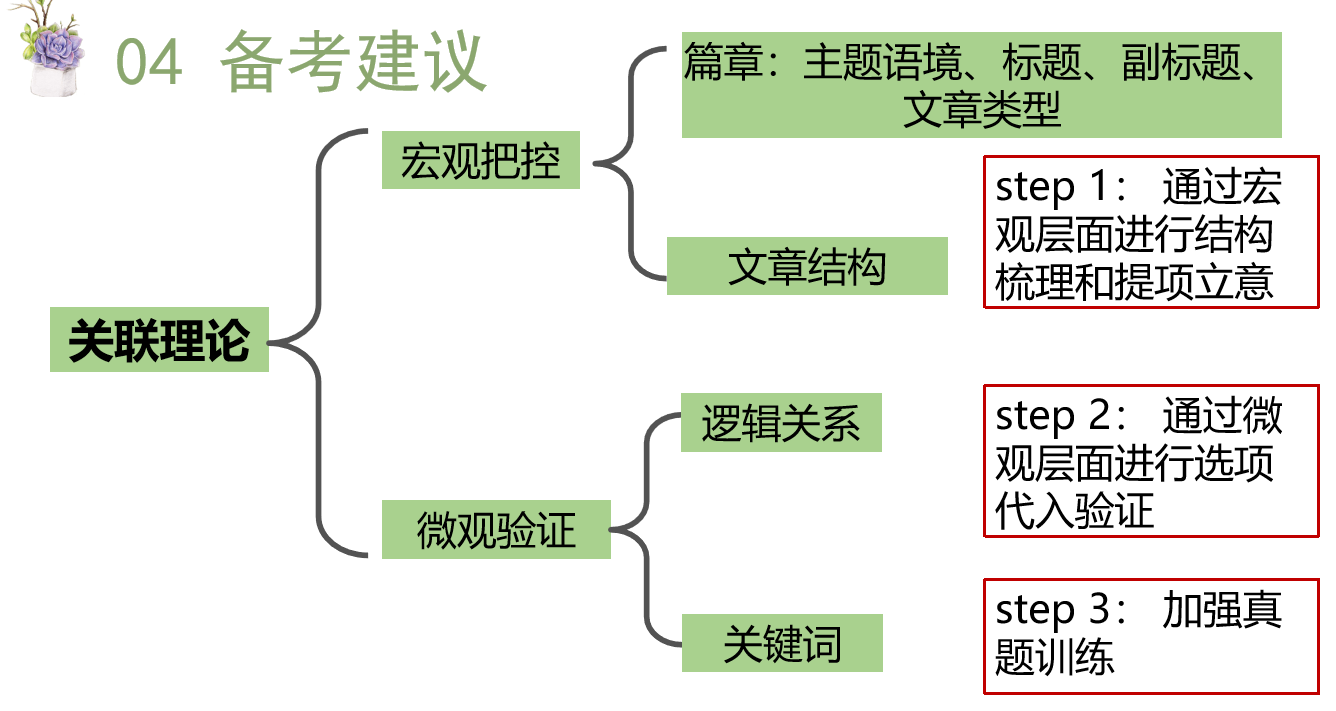 04 备考建议
篇章：主题语境、标题、副标题、
文章类型
宏观把控
step 1： 通过宏
观层面进行结构
梳理和提项立意
文章结构
关联理论
逻辑关系
step 2： 通过微
观层面进行选项
代入验证
微观验证
关键词
step 3： 加强真
题训练